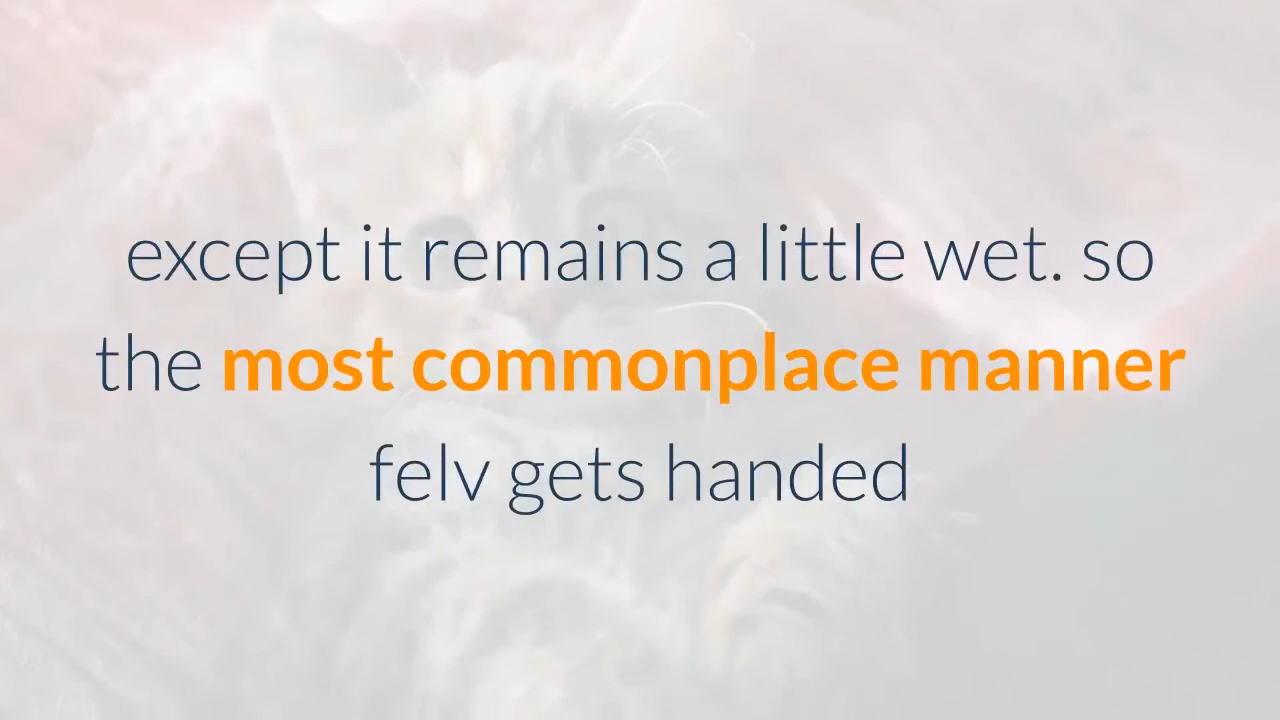 except it remains a little wet. so
the most commonplace manner
felv gets handed